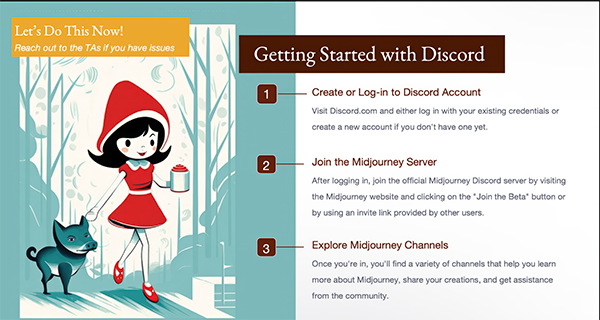 Let's Do This Now!
Reach out to the TAs if you have issues
Getting Started with Discord
1
Create or Log-in to Discord Account
Visit Discord.com and either log in with your existing credentials or
create a new account if you don't have one yet.
2
Join the Midjourney Server
After logging in, join the official Midjourney Discord server by visiting
the Midjourney website and clicking on the "Join the Beta" button or
by using an invite link provided by other users.
3
Explore Midjourney Channels
Once you're in, you'll find a variety of channels that help you learn
more about Midjourney, share your creations, and get assistance
from the community.